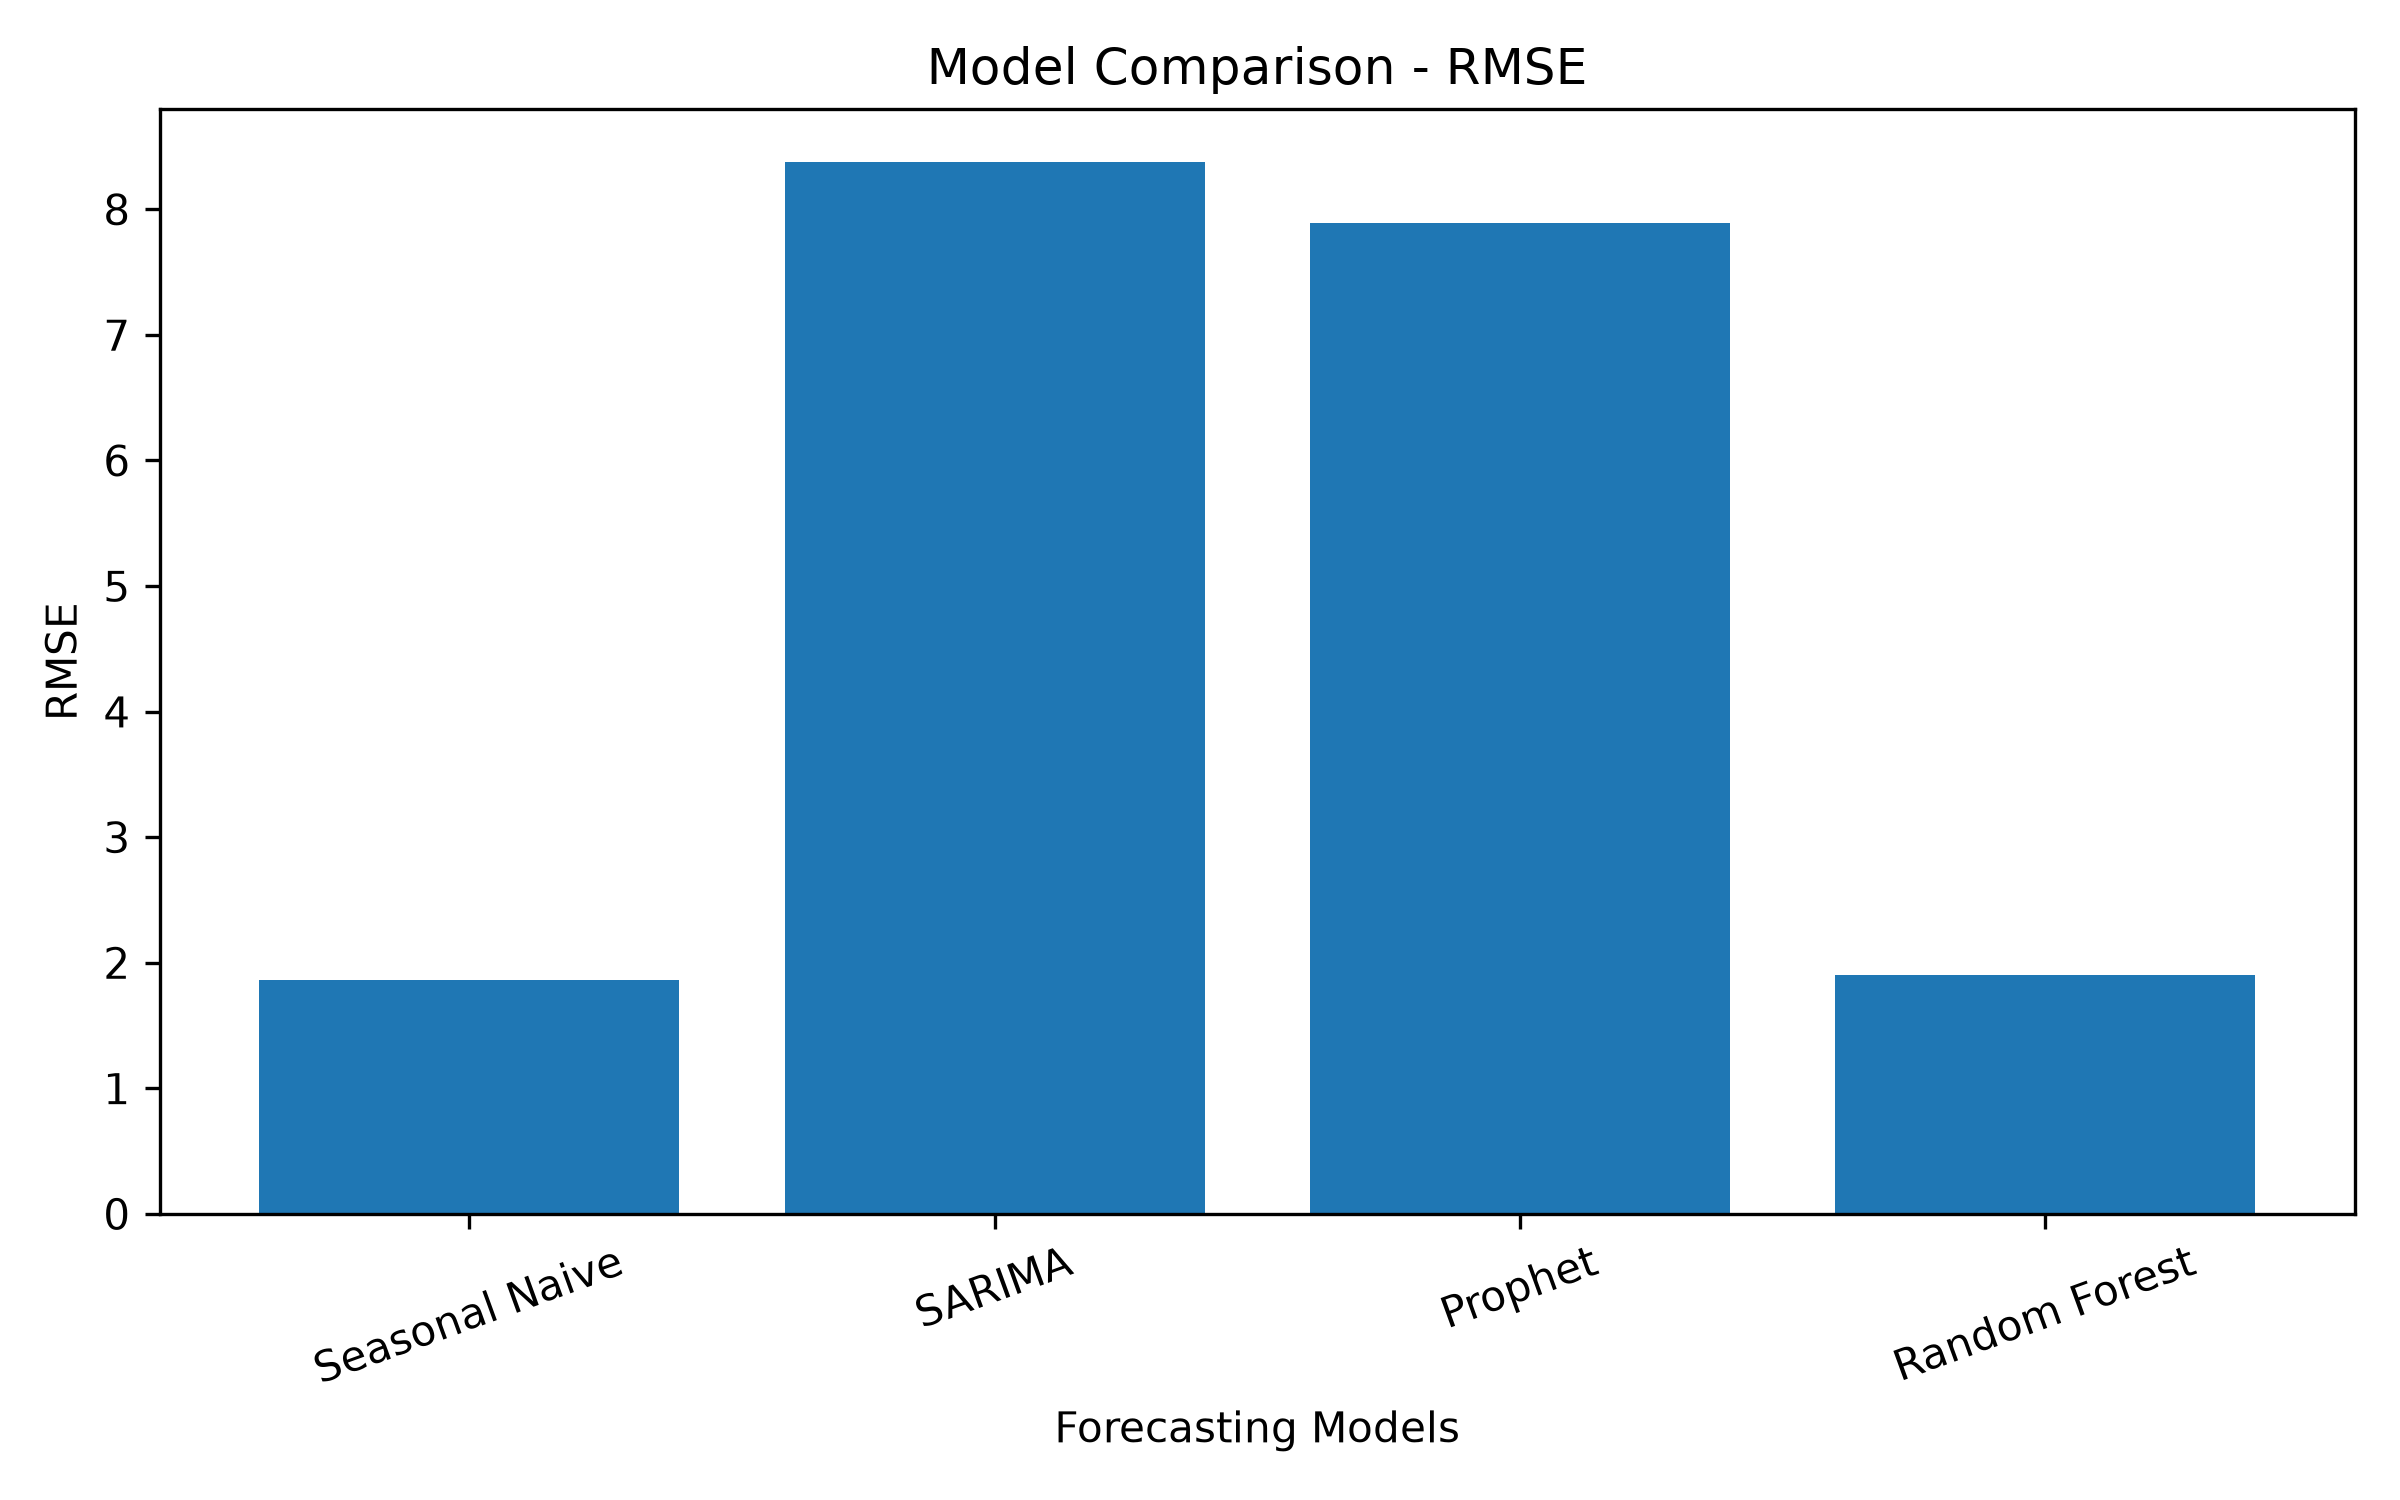 Model Comparison - RMSE
RMSE
8
7
6
5
4
3
2
1
0
Seasonal Naive
SARIMA
Prophet
Random Forest
Forecasting Models